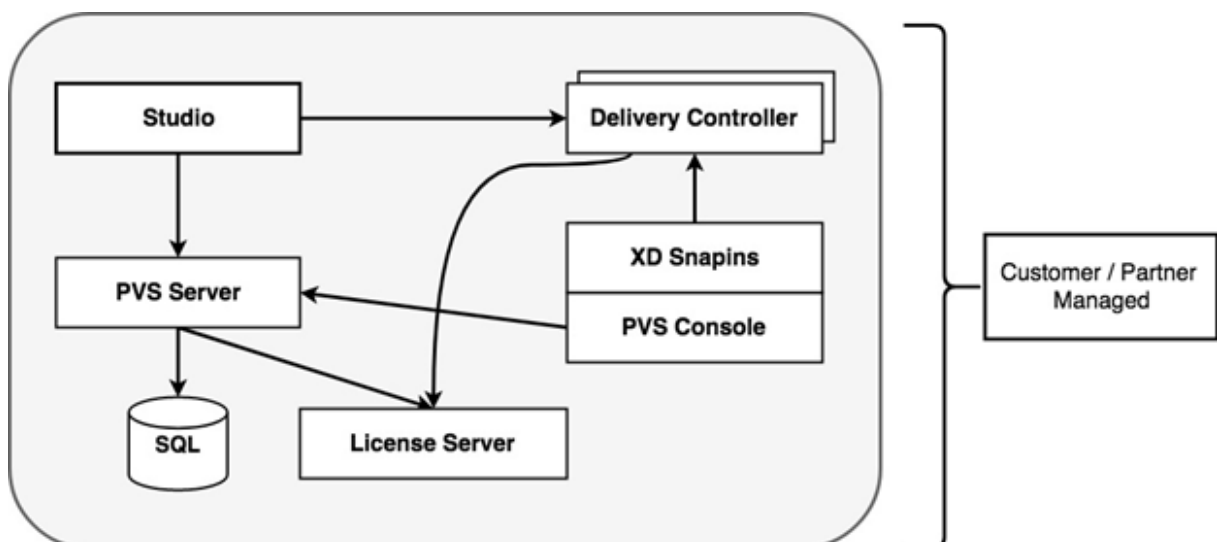 Studio
Delivery Controller
XD Snapins
PVS Server
PVS Console
SQL
License Server
Customer / Partner
Managed